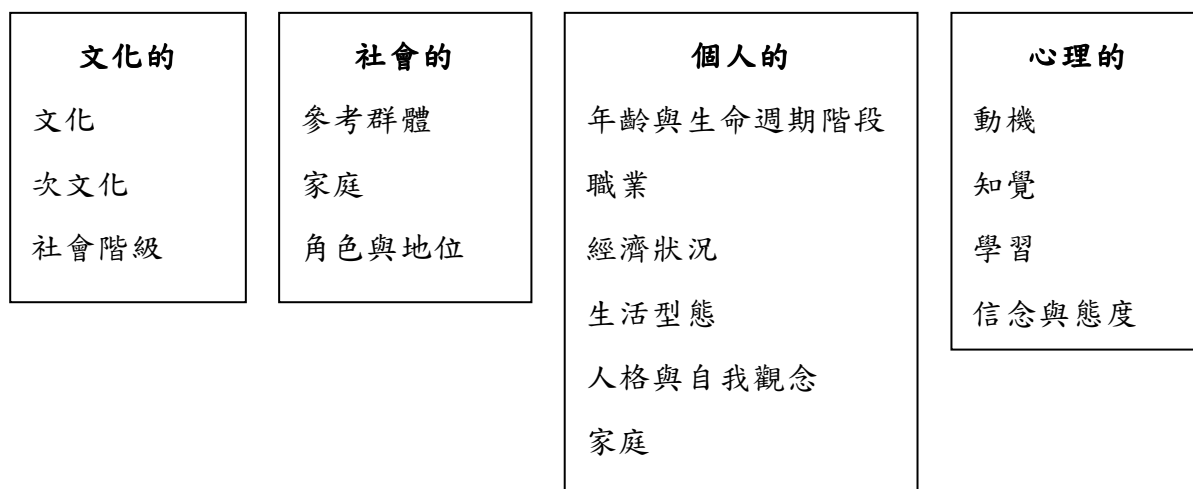 文化的
文化
次文化
社會階級
社會的
參考群體
家庭
角色與地位
個人的
年齡與生命週期階段
職業
經濟狀況
生活型態
人格與自我觀念
家庭
心理的
動機
知覺
學習
信念與態度